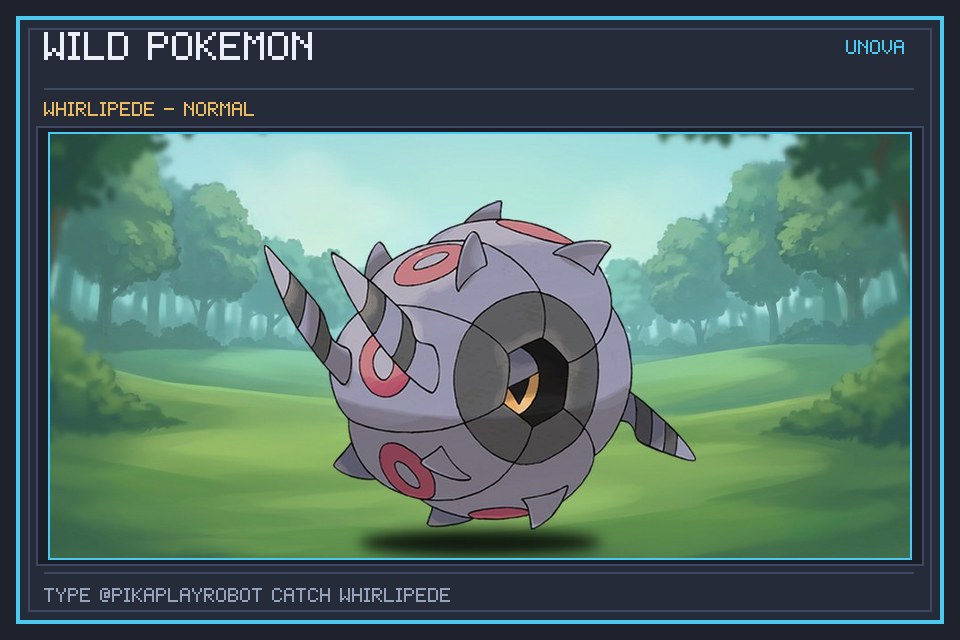 WILD POKEMON
UNOVA
WHIRLIPEDE - NORMAL
TYPE @PIKAPLAYROBOT CATCH WHIRLIPEDE